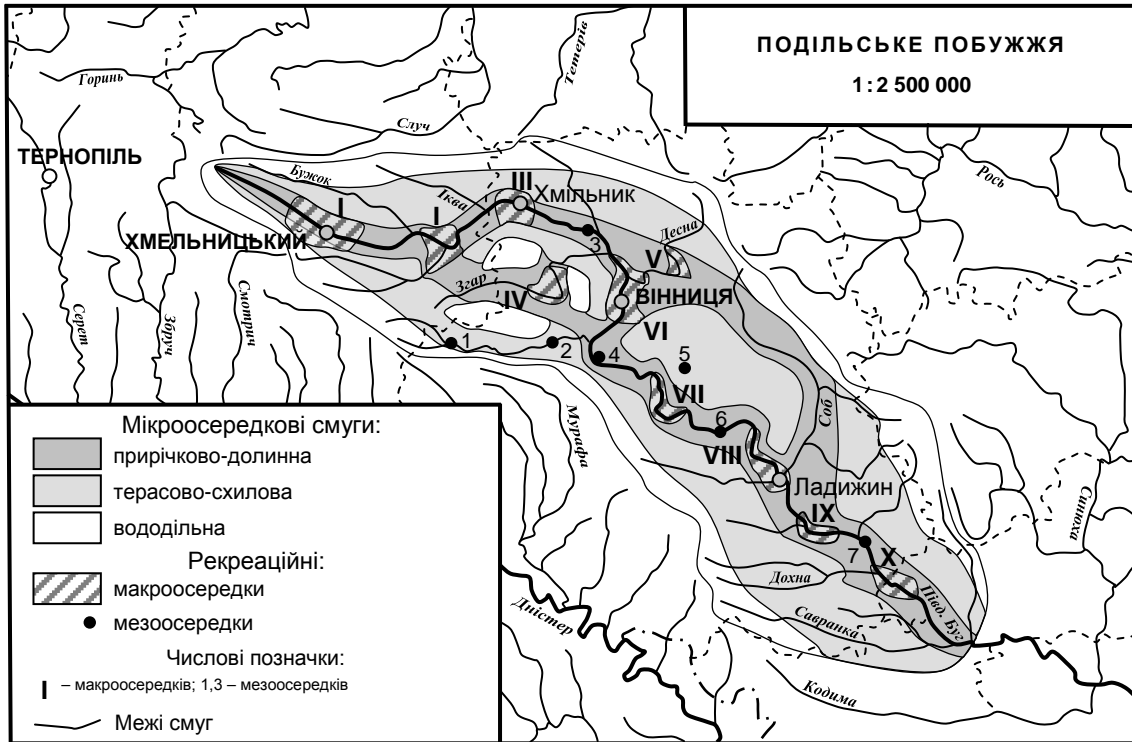 ПОДІЛЬСЬКЕ ПОБУЖЖЯ
1:2 500 000
Горинь
Тетерів
Случ
ТЕРНОПІЛЬ
Бужок
Іква
III
Хмільник
Рось
I
I
ХМЕЛЬНИЦЬКИЙ
3
Десна
V
Згар
IV
ВІННИЦЯ
Серет
Збруч
Смотрич
VI
1
2
4
5
VII
Мурафа
6
Соб
VIII
Ладижин
IX
Синюха
7
X
Дохна
Півд. Буг
Дністер
Савранка
Кодима
Мікроосередкові смуги:
прирічково-долинна
терасово-схилова
вододільна
Рекреаційні:
макроосередки
мезоосередки
Числові позначки:
I – макроосередків; 1,3 – мезоосередків
Межі смуг